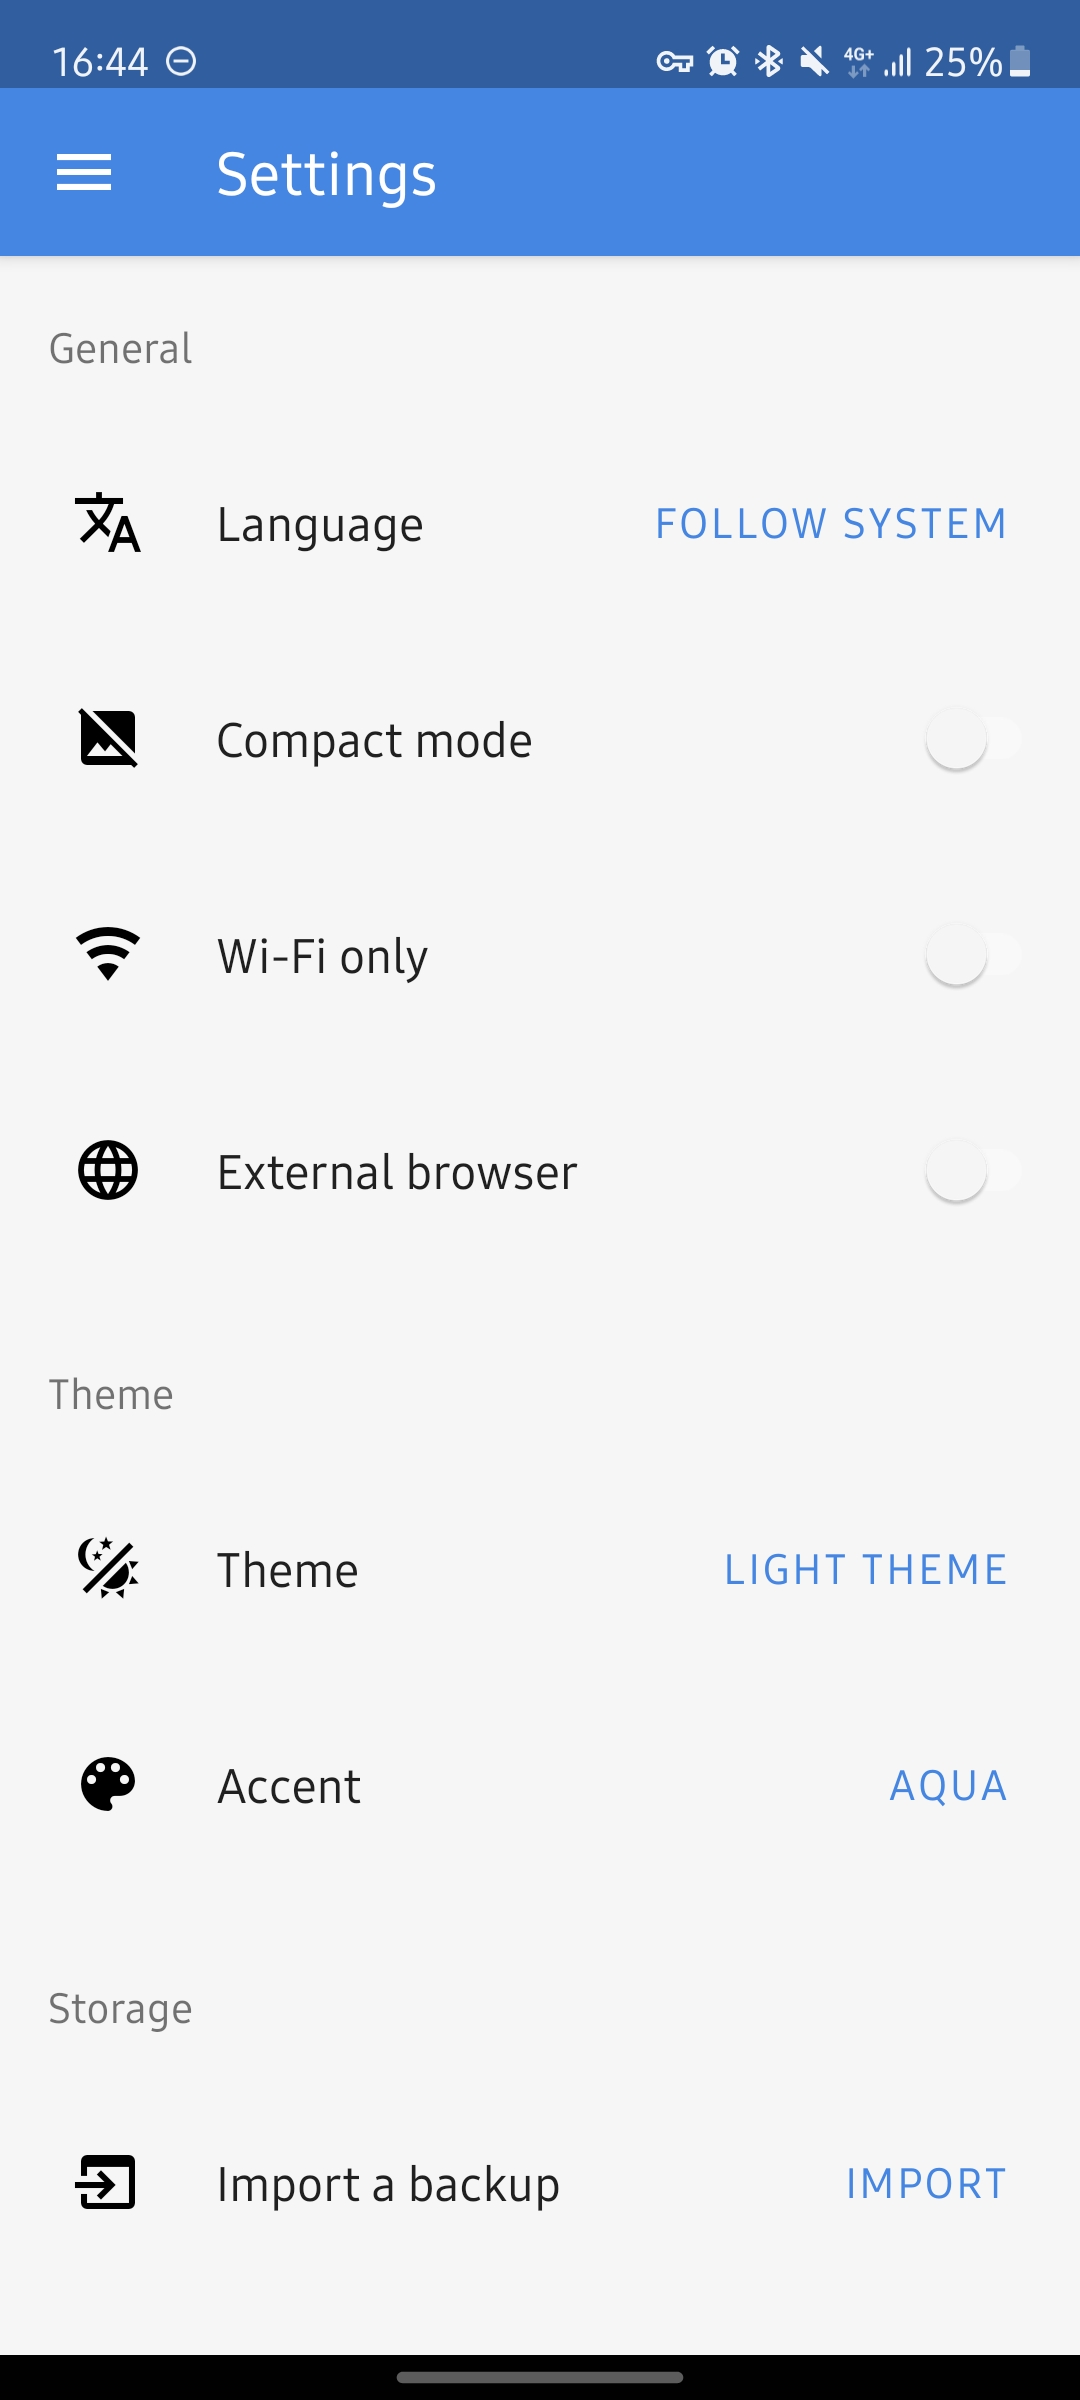 16:44 4G+ 25%
Settings
General
Language FOLLOW SYSTEM
Compact mode
Wi-Fi only
External browser
Theme
Theme LIGHT THEME
Accent AQUA
Storage
Import a backup IMPORT